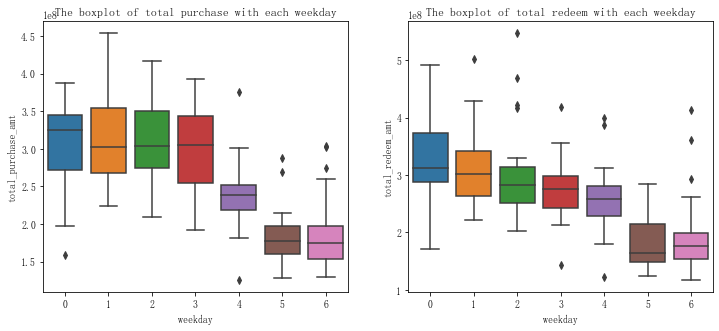 The boxplot of total purchase with each weekday
1e8
4.5
4.0
3.5
3.0
2.5
2.0
1.5
total_purchase_amt
0 1 2 3 4 5 6
weekday
The boxplot of total redeem with each weekday
1e8
5
4
3
2
1
total_redeem_amt
0 1 2 3 4 5 6
weekday